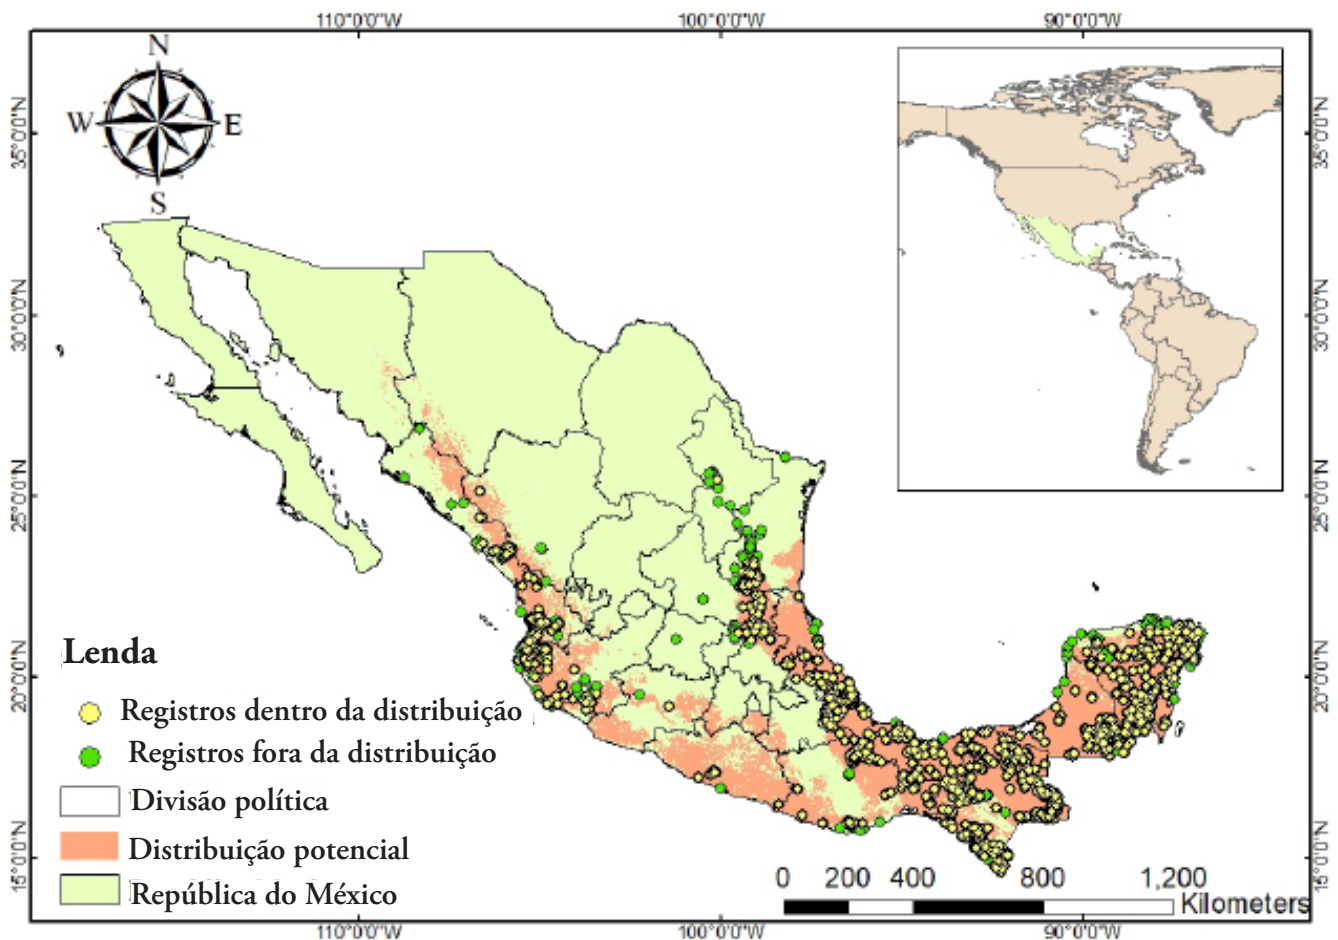 110°0'0"W 100°0'0"W 90°0'0"W
N
W E
S
35°0'0"N 35°0'0"N
30°0'0"N 30°0'0"N
25°0'0"N 25°0'0"N
20°0'0"N 20°0'0"N
15°0'0"N 15°0'0"N
Lenda
Registros dentro da distribuição
Registros fora da distribuição
Divisão política
Distribuição potencial
República do México
0 200 400 800 1,200
Kilometers
110°0'0"W 100°0'0"W 90°0'0"W